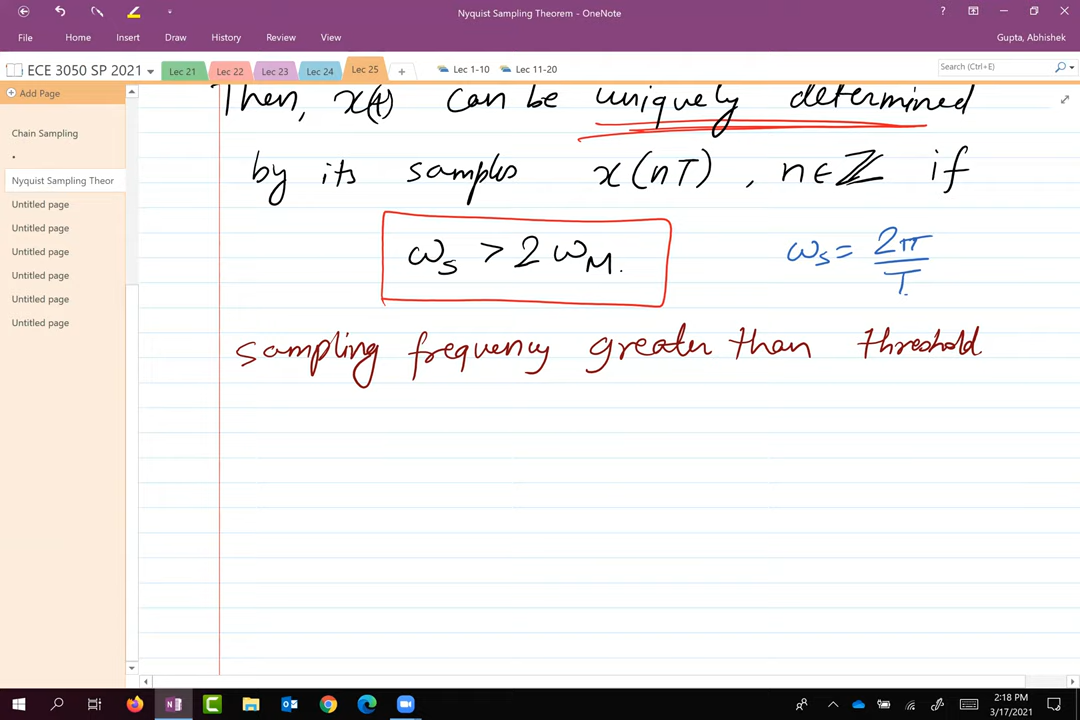 Nyquist Sampling Theorem - OneNote
?
Gupta, Abhishek
File Home Insert Draw History Review View
ECE 3050 SP 2021
Lec 21 Lec 22 Lec 23 Lec 24 Lec 25 + Lec 1-10 Lec 11-20
Search (Ctrl+E)
Add Page
Chain Sampling
.
Nyquist Sampling Theor
Untitled page
Untitled page
Untitled page
Untitled page
Untitled page
Untitled page
Then, x(t) can be uniquely determined
by its samples x(nT), n∈ℤ if
ωs > 2 ωM. ωs = 2π/T
sampling frequency greater than threshold
2:18 PM
3/17/2021